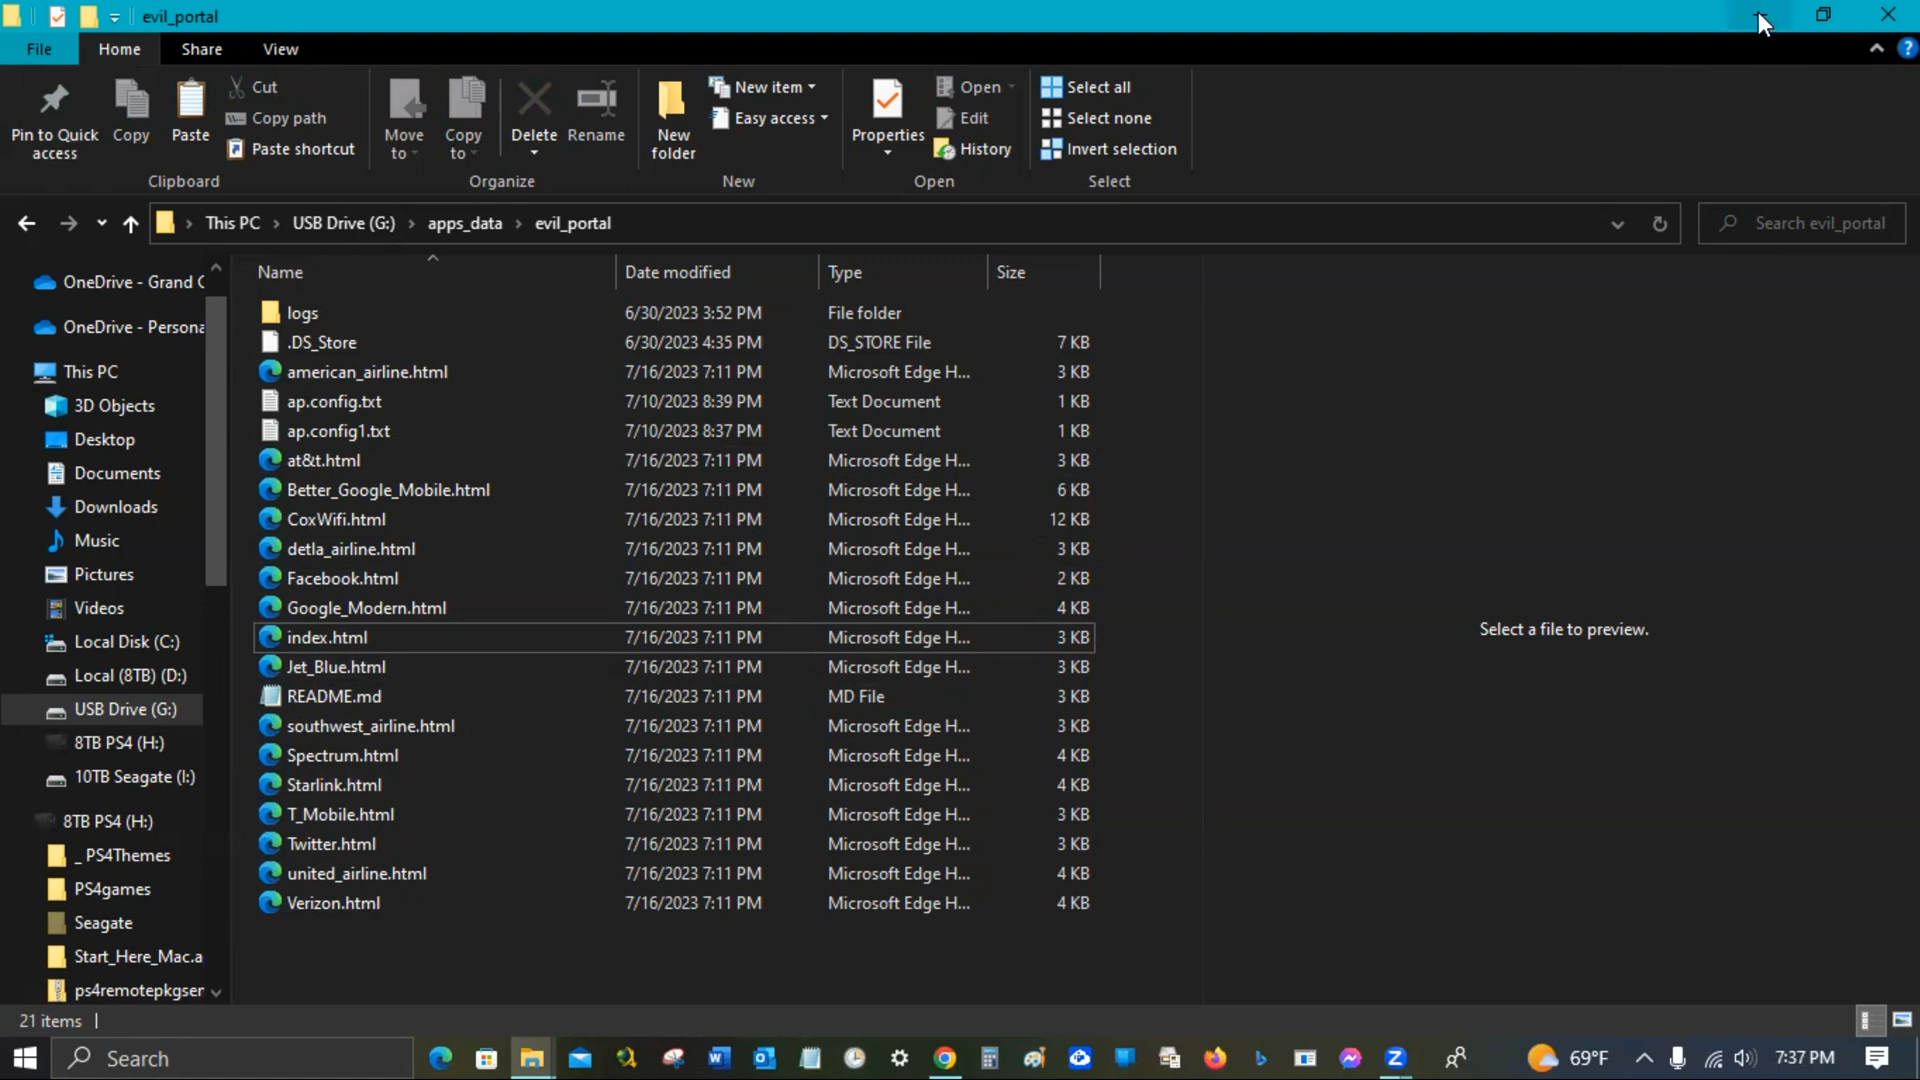 evil_portal
File Home Share View
Pin to Quick access
Copy
Paste
Cut
Copy path
Paste shortcut
Clipboard
Move to
Copy to
Delete
Rename
Organize
New folder
New item
Easy access
New
Properties
Open
Edit
History
Open
Select all
Select none
Invert selection
Select
This PC USB Drive (G:) apps_data evil_portal
Search evil_portal
OneDrive - Grand C
OneDrive - Persona
This PC
3D Objects
Desktop
Documents
Downloads
Music
Pictures
Videos
Local Disk (C:)
Local (8TB) (D:)
USB Drive (G:)
8TB PS4 (H:)
10TB Seagate (I:)
8TB PS4 (H:)
_ PS4Themes
PS4games
Seagate
Start_Here_Mac.a
ps4remotepkgser
Name Date modified Type Size
logs 6/30/2023 3:52 PM File folder
.DS_Store 6/30/2023 4:35 PM DS_STORE File 7 KB
american_airline.html 7/16/2023 7:11 PM Microsoft Edge H... 3 KB
ap.config.txt 7/10/2023 8:39 PM Text Document 1 KB
ap.config1.txt 7/10/2023 8:37 PM Text Document 1 KB
at&t.html 7/16/2023 7:11 PM Microsoft Edge H... 3 KB
Better_Google_Mobile.html 7/16/2023 7:11 PM Microsoft Edge H... 6 KB
CoxWifi.html 7/16/2023 7:11 PM Microsoft Edge H... 12 KB
detla_airline.html 7/16/2023 7:11 PM Microsoft Edge H... 3 KB
Facebook.html 7/16/2023 7:11 PM Microsoft Edge H... 2 KB
Google_Modern.html 7/16/2023 7:11 PM Microsoft Edge H... 4 KB
index.html 7/16/2023 7:11 PM Microsoft Edge H... 3 KB
Jet_Blue.html 7/16/2023 7:11 PM Microsoft Edge H... 3 KB
README.md 7/16/2023 7:11 PM MD File 3 KB
southwest_airline.html 7/16/2023 7:11 PM Microsoft Edge H... 3 KB
Spectrum.html 7/16/2023 7:11 PM Microsoft Edge H... 4 KB
Starlink.html 7/16/2023 7:11 PM Microsoft Edge H... 4 KB
T_Mobile.html 7/16/2023 7:11 PM Microsoft Edge H... 3 KB
Twitter.html 7/16/2023 7:11 PM Microsoft Edge H... 3 KB
united_airline.html 7/16/2023 7:11 PM Microsoft Edge H... 4 KB
Verizon.html 7/16/2023 7:11 PM Microsoft Edge H... 4 KB
Select a file to preview.
21 items
Search
69°F
7:37 PM